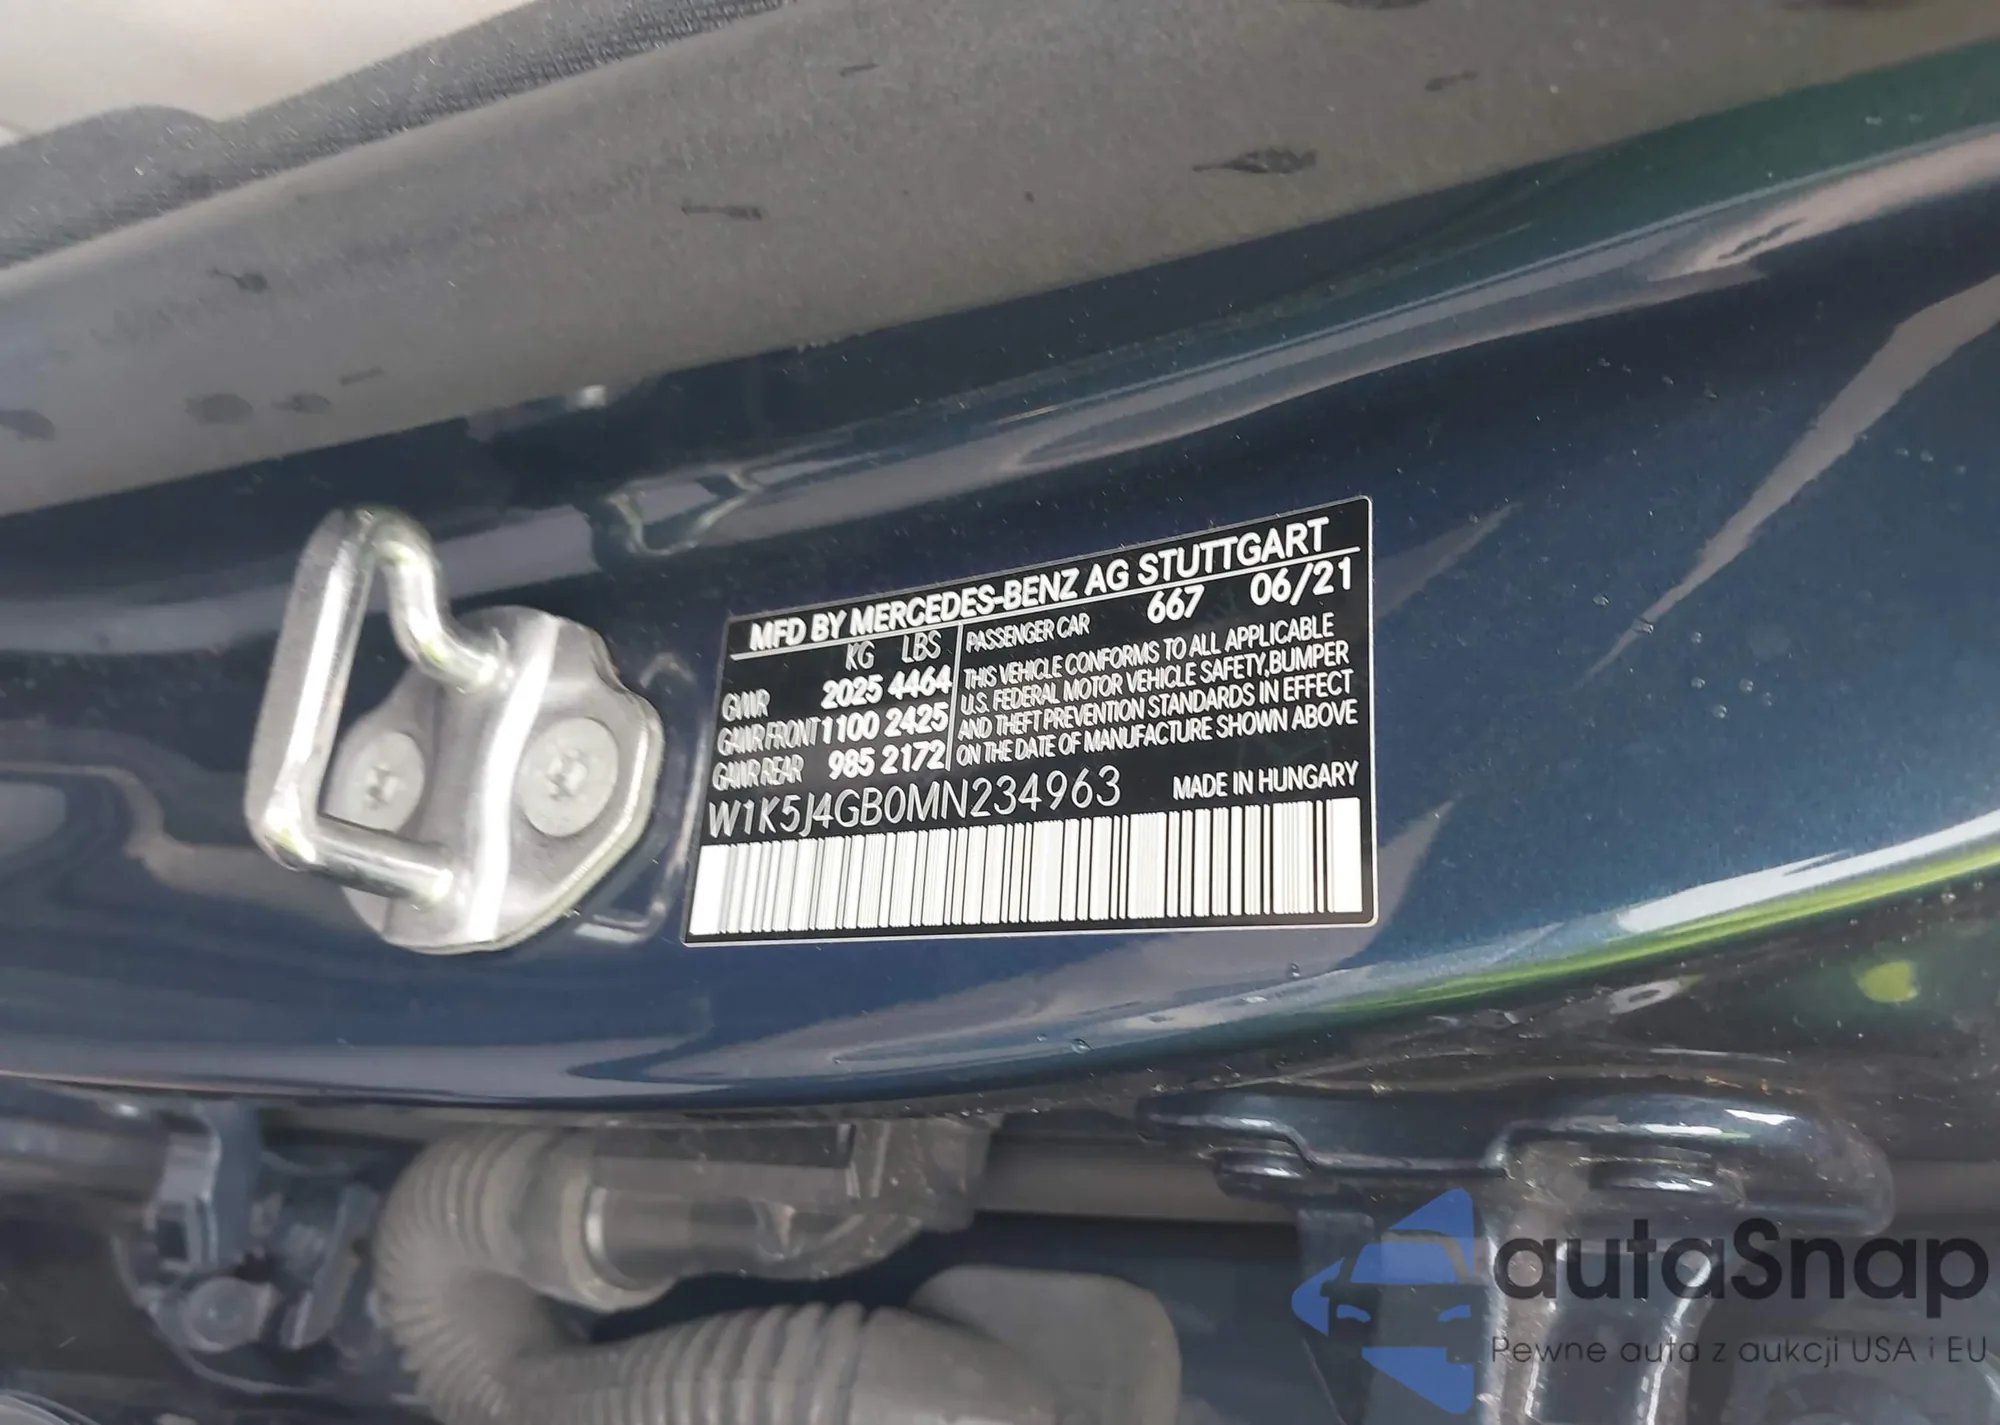 MFD BY MERCEDES-BENZ AG STUTTGART
KG LBS
GVWR 2025 4464
GAWR FRONT 1100 2425
GAWR REAR 985 2172
PASSENGER CAR 667 06/21
THIS VEHICLE CONFORMS TO ALL APPLICABLE
U.S. FEDERAL MOTOR VEHICLE SAFETY,BUMPER
AND THEFT PREVENTION STANDARDS IN EFFECT
ON THE DATE OF MANUFACTURE SHOWN ABOVE
W1K5J4GB0MN234963
MADE IN HUNGARY
autaSnap
Pewne auta z aukcji USA i EU